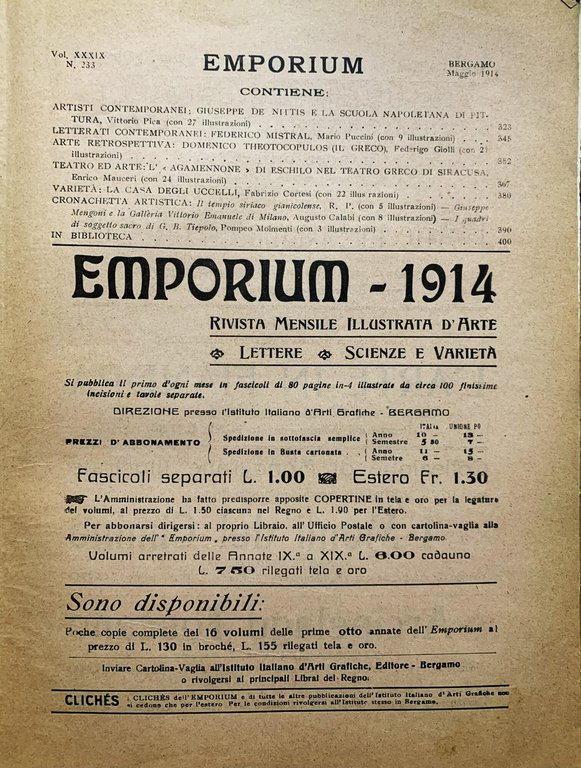 Vol. XXXIX
N. 233
EMPORIUM
BERGAMO
Maggio 1914
CONTIENE:
ARTISTI CONTEMPORANEI: GIUSEPPE DE NITTIS E LA SCUOLA NAPOLETANA DI PIT-
TURA, Vittorio Pica (con 27 illustrazioni) 323
LETTERATI CONTEMPORANEI: FEDERICO MISTRAL, Mario Puccini (con 9 illustrazioni) 345
ARTE RETROSPETTIVA: DOMENICO THEOTOCOPULOS (IL GRECO), Federigo Giolli (con 21
illustrazioni) 352
TEATRO ED ARTE: L' « AGAMENNONE » DI ESCHILO NEL TEATRO GRECO DI SIRACUSA,
Enrico Mauceri (con 24 illustrazioni) 367
VARIETÀ: LA CASA DEGLI UCCELLI, Fabrizio Cortesi (con 22 illus razioni) 380
CRONACHETTA ARTISTICA: Il tempio siriaco gianicolense, R. P. (con 5 illustrazioni) — Giuseppe
Mengoni e la Galleria Vittorio Emanuele di Milano, Augusto Calabi (con 8 illustrazioni) — I quadri
di soggetto sacro di G. B. Tiepolo, Pompeo Molmenti (con 3 illustrazioni) 390
IN BIBLIOTECA 400
EMPORIUM - 1914
RIVISTA MENSILE ILLUSTRATA D'ARTE
LETTERE SCIENZE E VARIETÀ
Si pubblica il primo d'ogni mese in fascicoli di 80 pagine in-4 illustrate da circa 100 finissime
incisioni e tavole separate.
DIREZIONE presso l'Istituto Italiano d'Arti Grafiche - BERGAMO
ITALIA UNIONE PO
PREZZI D'ABBONAMENTO
Spedizione in sottofascia semplice Anno 10 — 13 —
Semestre 5 50 7 —
Spedizione in Busta cartonata Anno 11 — 15 —
Semetre 6 — 8 —
Fascicoli separati L. 1.00 Estero Fr. 1.30
L'Amministrazione ha fatto predisporre apposite COPERTINE in tela e oro per la legatura
dei volumi, al prezzo di L. 1.50 ciascuna nel Regno e L. 1.90 per l'Estero.
Per abbonarsi dirigersi: al proprio Libraio, all' Ufficio Postale o con cartolina-vaglia alla
Amministrazione dell' " Emporium „ presso l'Istituto Italiano d'Arti Grafiche - Bergamo.
Volumi arretrati delle Annate IX.a a XIX.a L. 6.00 cadauno
L. 7 50 rilegati tela e oro
Sono disponibili:
Poche copie complete dei 16 volumi delle prime otto annate dell'Emporium al
prezzo di L. 130 in broché, L. 155 rilegati tela e oro.
Inviare Cartolina-Vaglia all'Istituto Italiano d'Arti Grafiche, Editore - Bergamo
o rivolgersi ai principali Librai del Regno.
CLICHÉS I CLICHÉS dell'EMPORIUM e di tutte le altre pubblicazioni dell'Istituto Italiano d'Arti Grafiche non
si cedono che per l'estero Per le condizioni rivolgersi all'Istituto stesso in Bergamo.